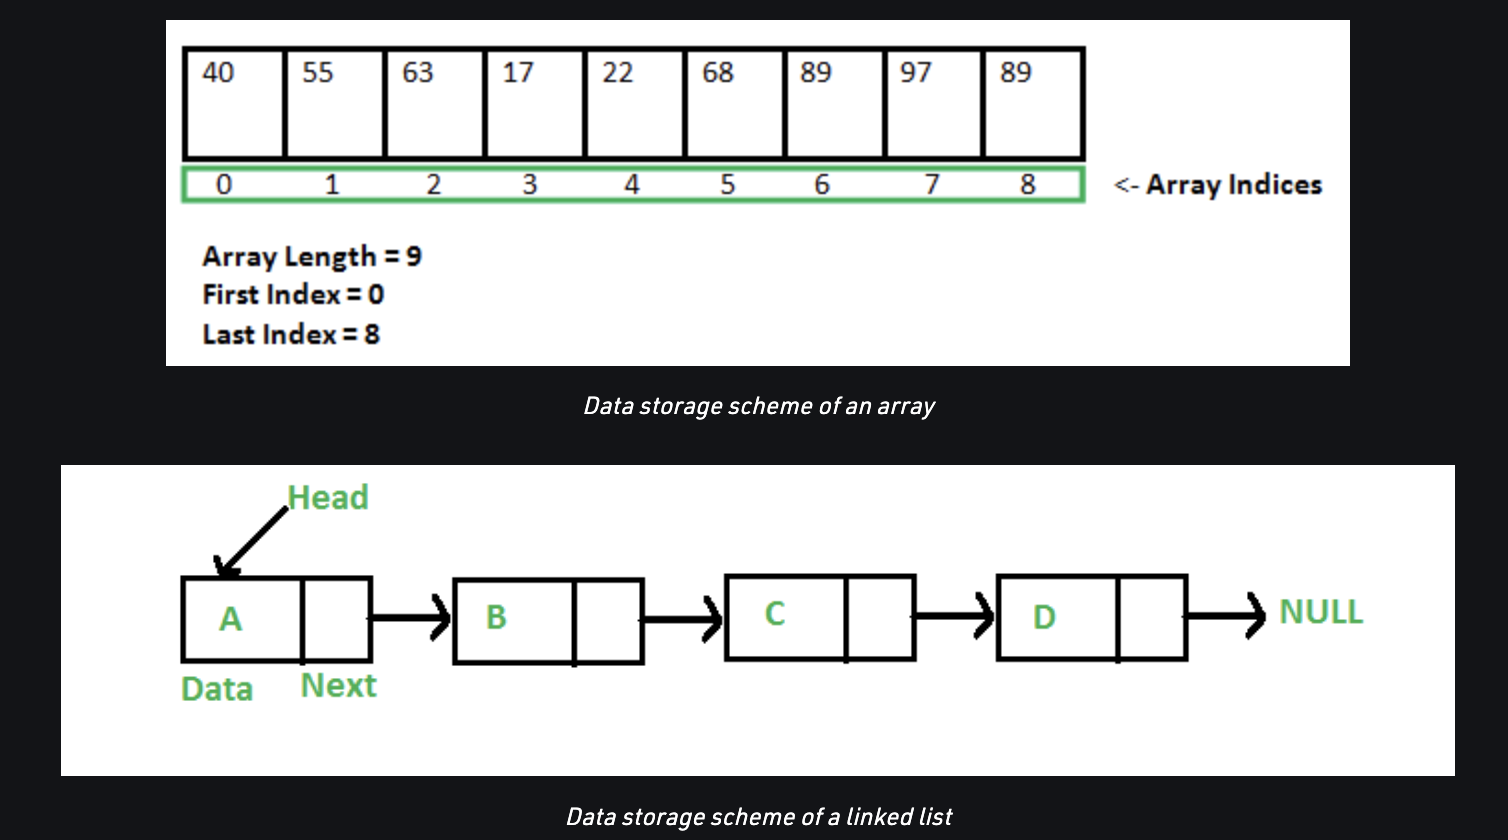 40 55 63 17 22 68 89 97 89
0 1 2 3 4 5 6 7 8 <- Array Indices
Array Length = 9
First Index = 0
Last Index = 8
Data storage scheme of an array
Head
A B C D NULL
Data Next
Data storage scheme of a linked list